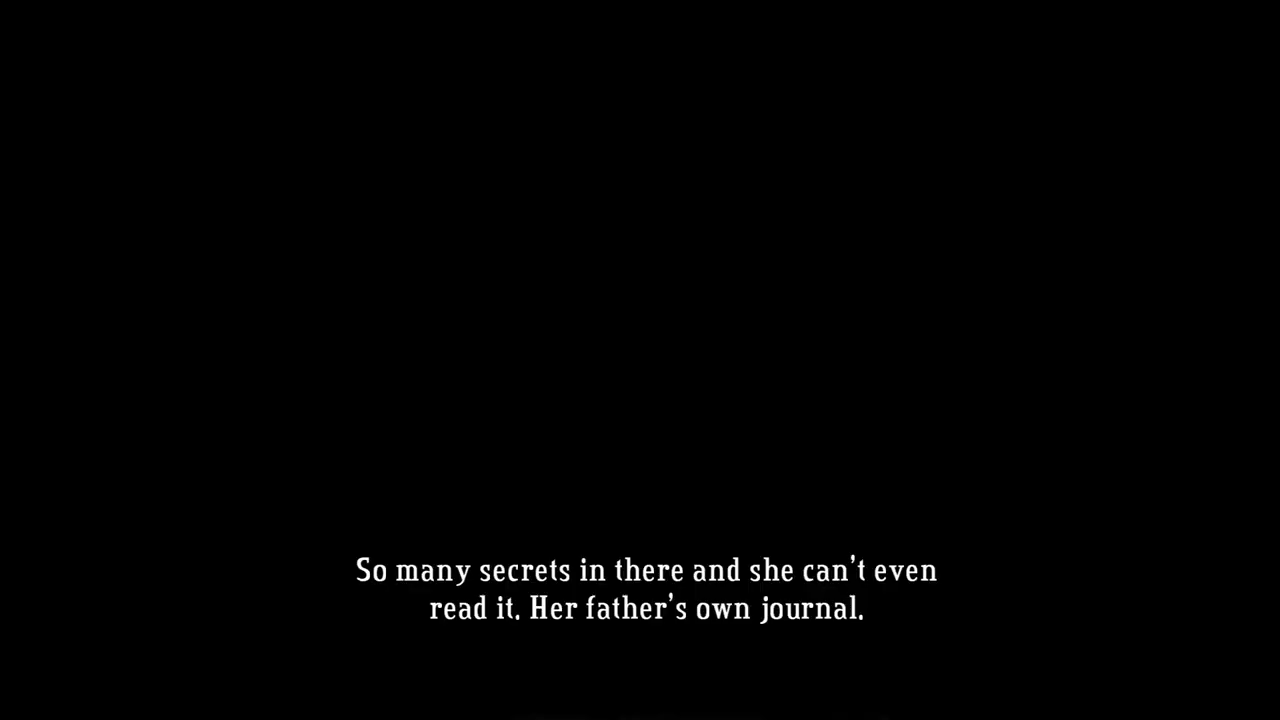 So many secrets in there and she can't even
read it. Her father's own journal.